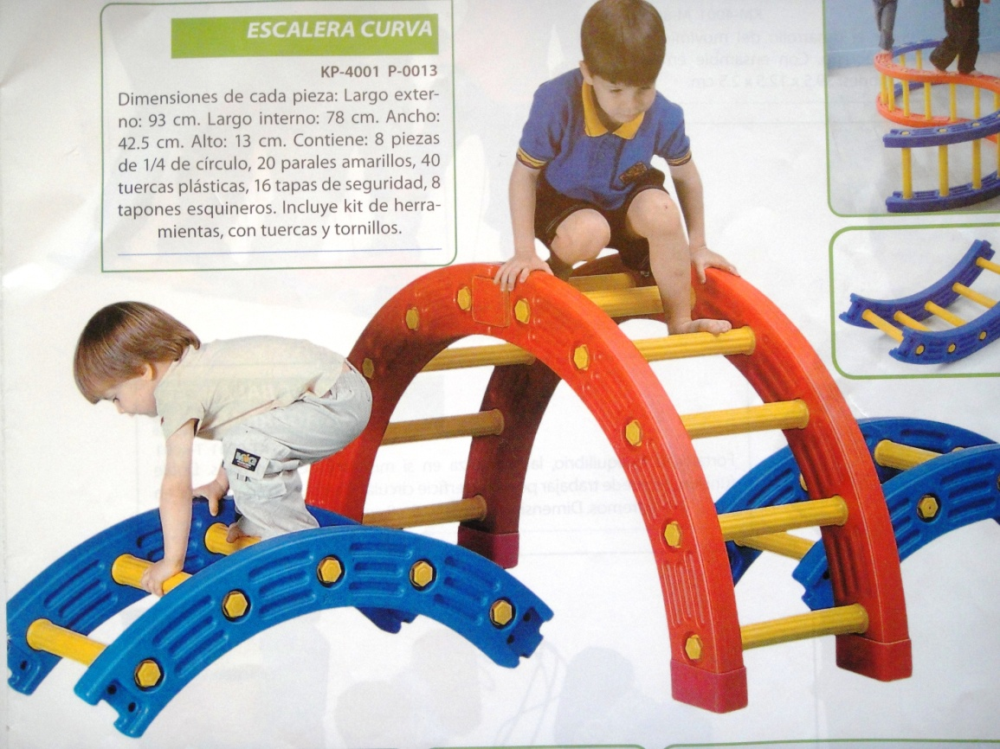 ESCALERA CURVA
KP-4001 P-0013
Dimensiones de cada pieza: Largo exter-
no: 93 cm. Largo interno: 78 cm. Ancho:
42.5 cm. Alto: 13 cm. Contiene: 8 piezas
de 1/4 de círculo, 20 parales amarillos, 40
tuercas plásticas, 16 tapas de seguridad, 8
tapones esquineros. Incluye kit de herra-
mientas, con tuercas y tornillos.